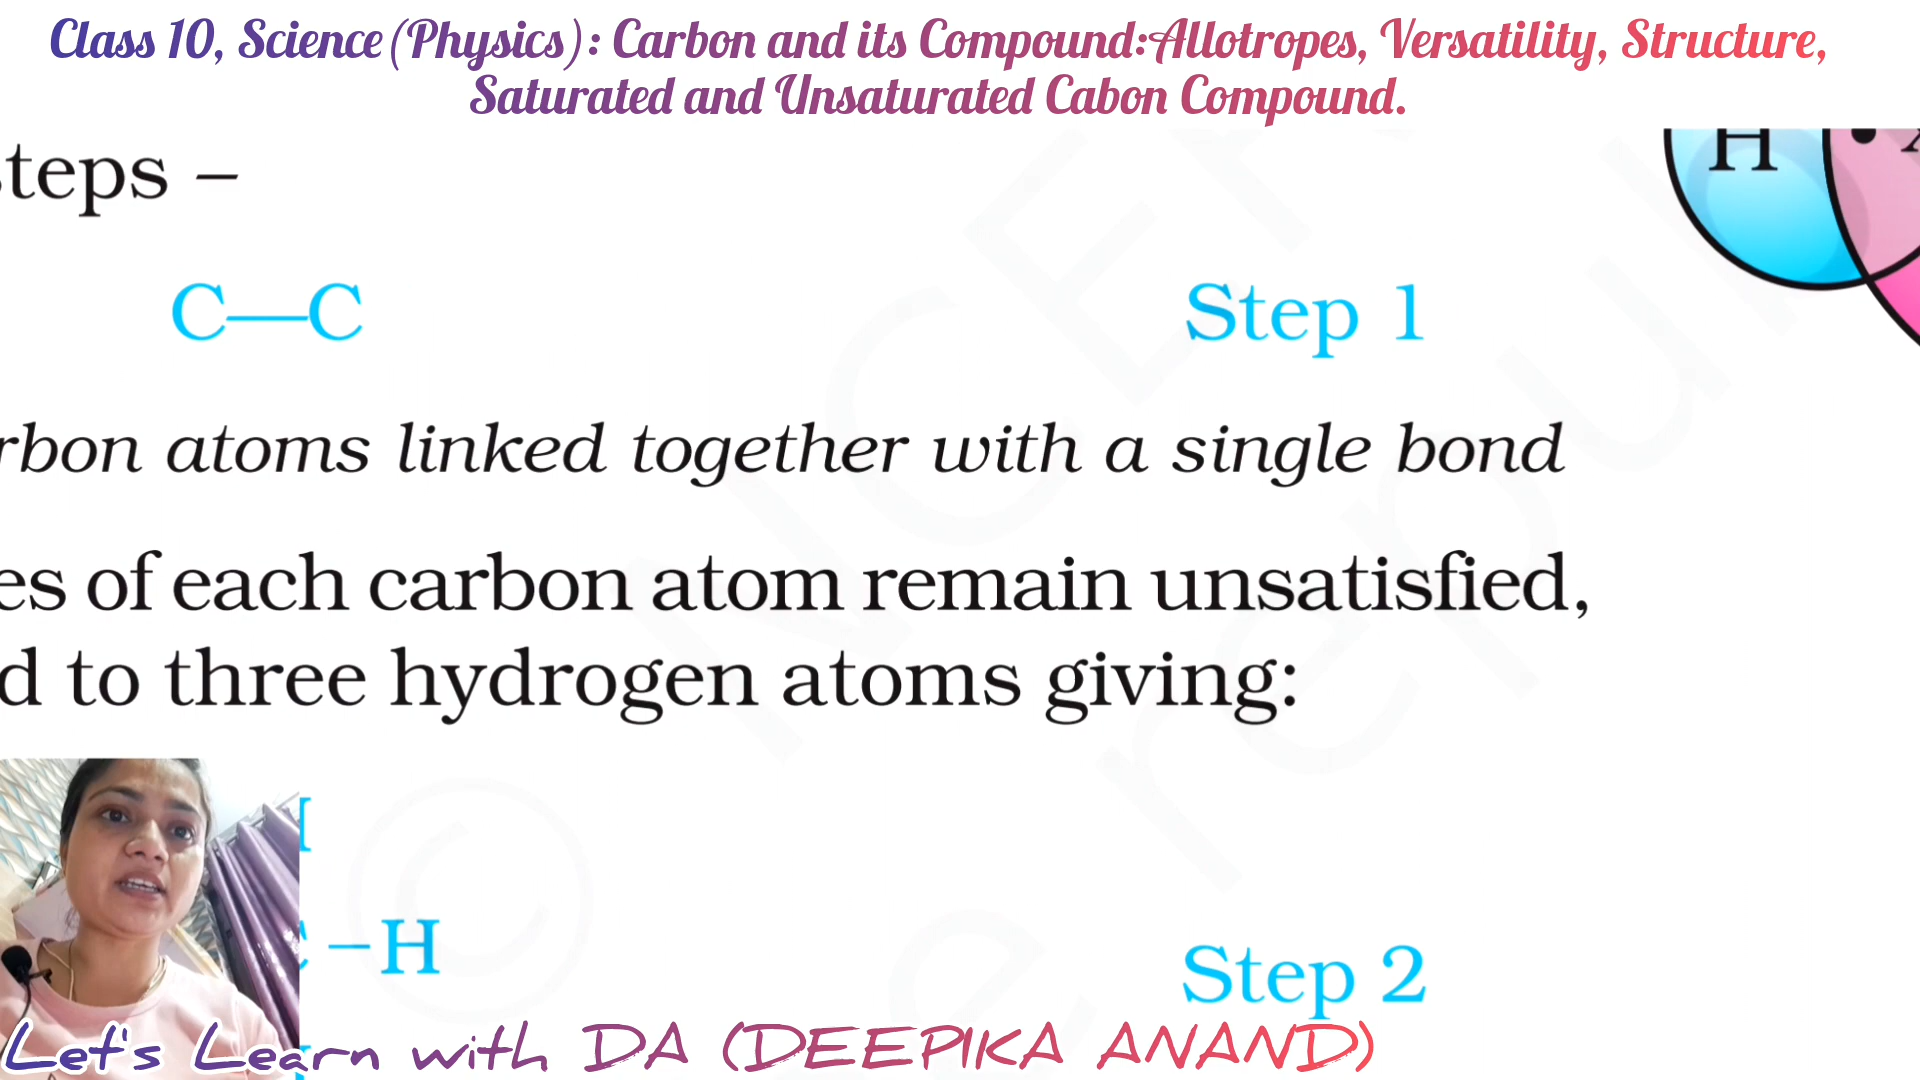 Class 10, Science(Physics): Carbon and its Compound:Allotropes, Versatility, Structure,
Saturated and Unsaturated Cabon Compound.
steps –
H
C—C
Step 1
rbon atoms linked together with a single bond
es of each carbon atom remain unsatisfied,
d to three hydrogen atoms giving:
–H
Step 2
Let's Learn with DA (DEEPIKA ANAND)